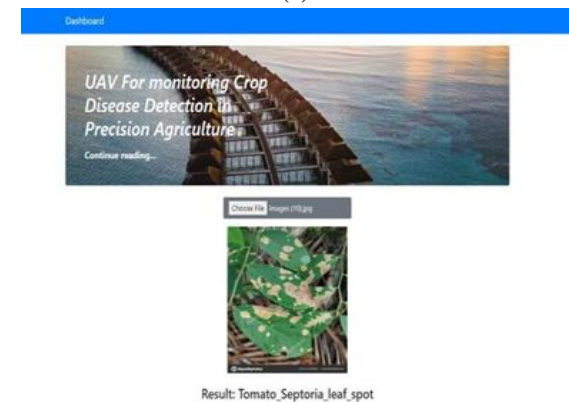 Dashboard
UAV For monitoring Crop
Disease Detection in
Precision Agriculture
Continue reading...
Choose File images (10).jpg
Result: Tomato_Septoria_leaf_spot